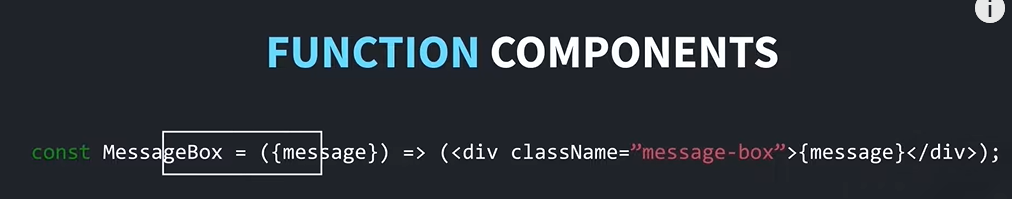 i
FUNCTION COMPONENTS
const MessageBox = ({message}) => (<div className=”message-box”>{message}</div>);